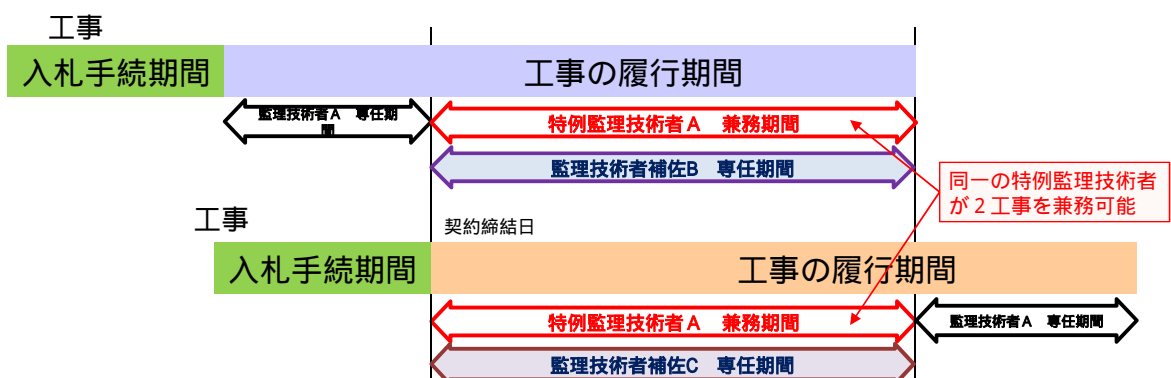 工事
入札手続期間
工事の履行期間
監理技術者A 専任期
間
特例監理技術者A 兼務期間
監理技術者補佐B 専任期間
同一の特例監理技術者
が2工事を兼務可能
工事
契約締結日
入札手続期間
工事の履行期間
特例監理技術者A 兼務期間
監理技術者A 専任期間
監理技術者補佐C 専任期間